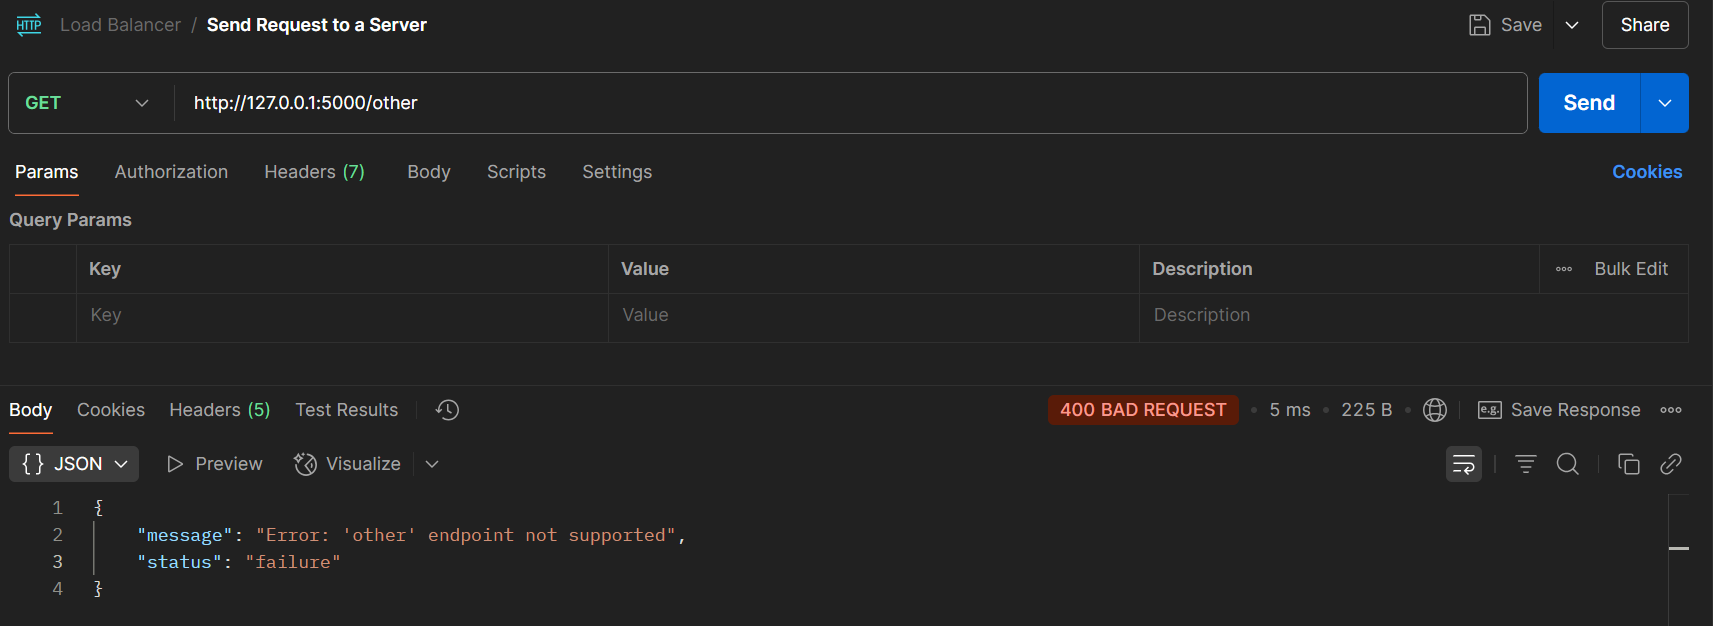 HTTP Load Balancer / Send Request to a Server Save Share
GET http://127.0.0.1:5000/other Send
Params Authorization Headers (7) Body Scripts Settings Cookies
Query Params
Key Value Description Bulk Edit
Key Value Description
Body Cookies Headers (5) Test Results 400 BAD REQUEST • 5 ms • 225 B • e.g. Save Response
{} JSON Preview Visualize
1 {
2 "message": "Error: 'other' endpoint not supported",
3 "status": "failure"
4 }